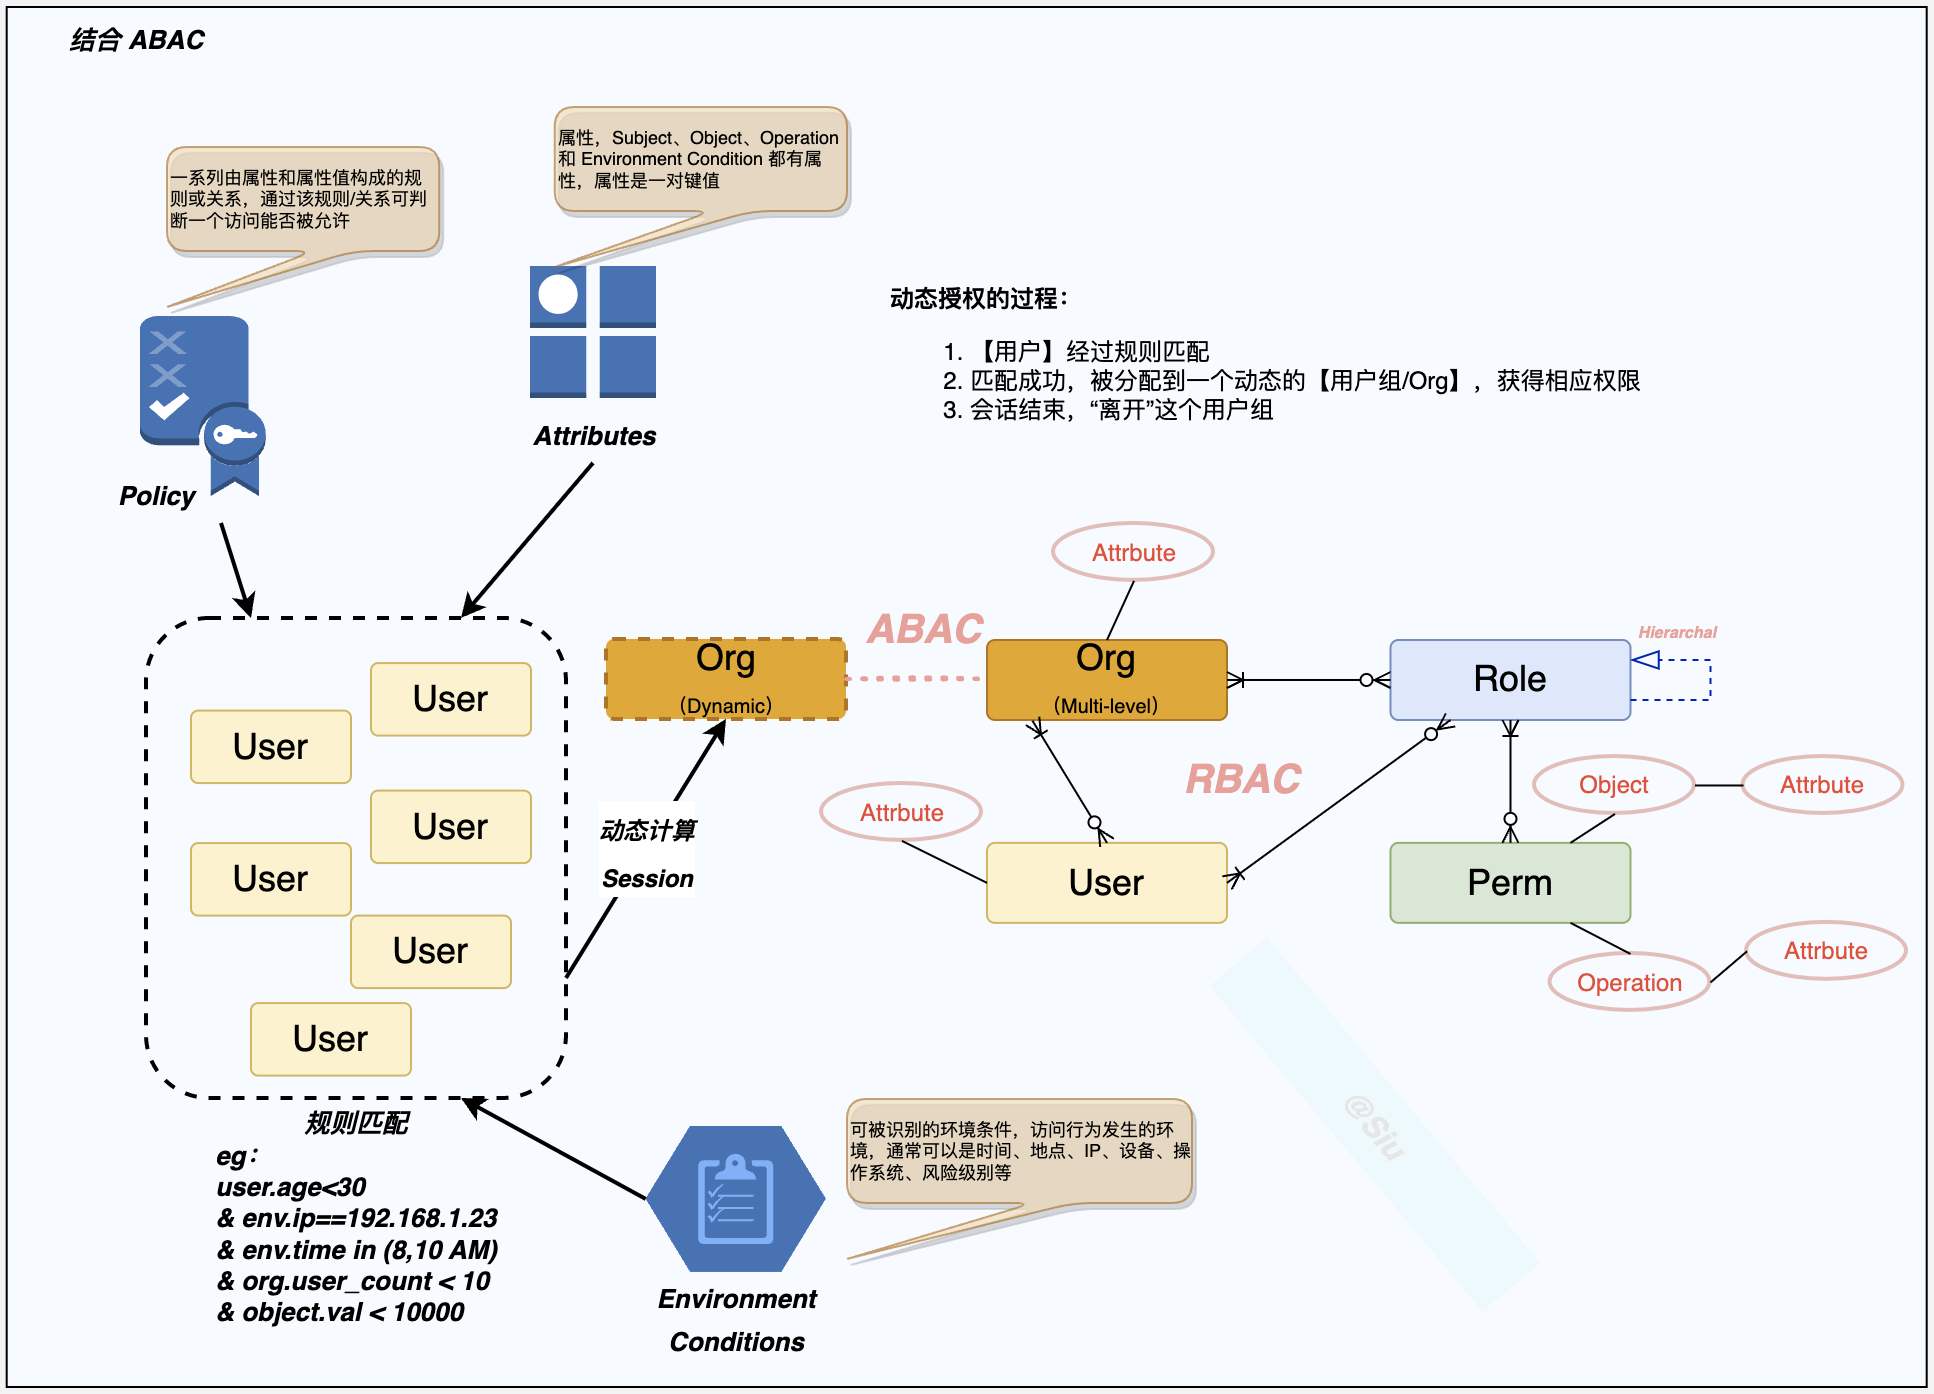 结合 ABAC
属性，Subject、Object、Operation
和 Environment Condition 都有属
性，属性是一对键值
一系列由属性和属性值构成的规
则或关系，通过该规则/关系可判
断一个访问能否被允许
动态授权的过程：
1. 【用户】经过规则匹配
2. 匹配成功，被分配到一个动态的【用户组/Org】，获得相应权限
3. 会话结束，“离开”这个用户组
Attributes
Policy
Attrbute
ABAC
Org
（Dynamic）
Org
（Multi-level）
Role
Hierarchal
User
User
User
User
User
User
动态计算
Session
RBAC
Attrbute
User
Object
Attrbute
Perm
Operation
Attrbute
规则匹配
eg：
user.age<30
& env.ip==192.168.1.23
& env.time in (8,10 AM)
& org.user_count < 10
& object.val < 10000
可被识别的环境条件，访问行为发生的环
境，通常可以是时间、地点、IP、设备、操
作系统、风险级别等
Environment
Conditions
@Siu